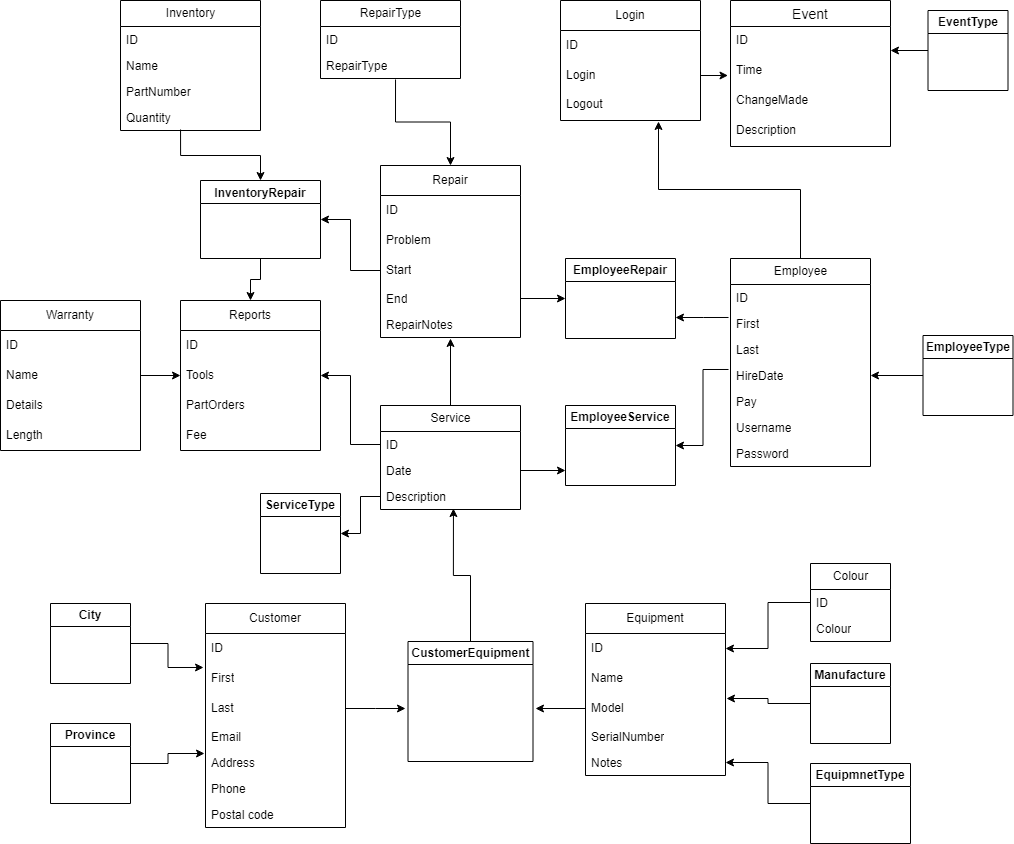 Inventory
ID
Name
PartNumber
Quantity
RepairType
ID
RepairType
Login
ID
Login
Logout
Event
ID
Time
ChangeMade
Description
EventType
InventoryRepair
Repair
ID
Problem
Start
End
RepairNotes
EmployeeRepair
Employee
ID
First
Last
HireDate
Pay
Username
Password
EmployeeType
Warranty
ID
Name
Details
Length
Reports
ID
Tools
PartOrders
Fee
Service
ID
Date
Description
EmployeeService
ServiceType
City
Province
Customer
ID
First
Last
Email
Address
Phone
Postal code
CustomerEquipment
Equipment
ID
Name
Model
SerialNumber
Notes
Colour
ID
Colour
Manufacture
EquipmnetType